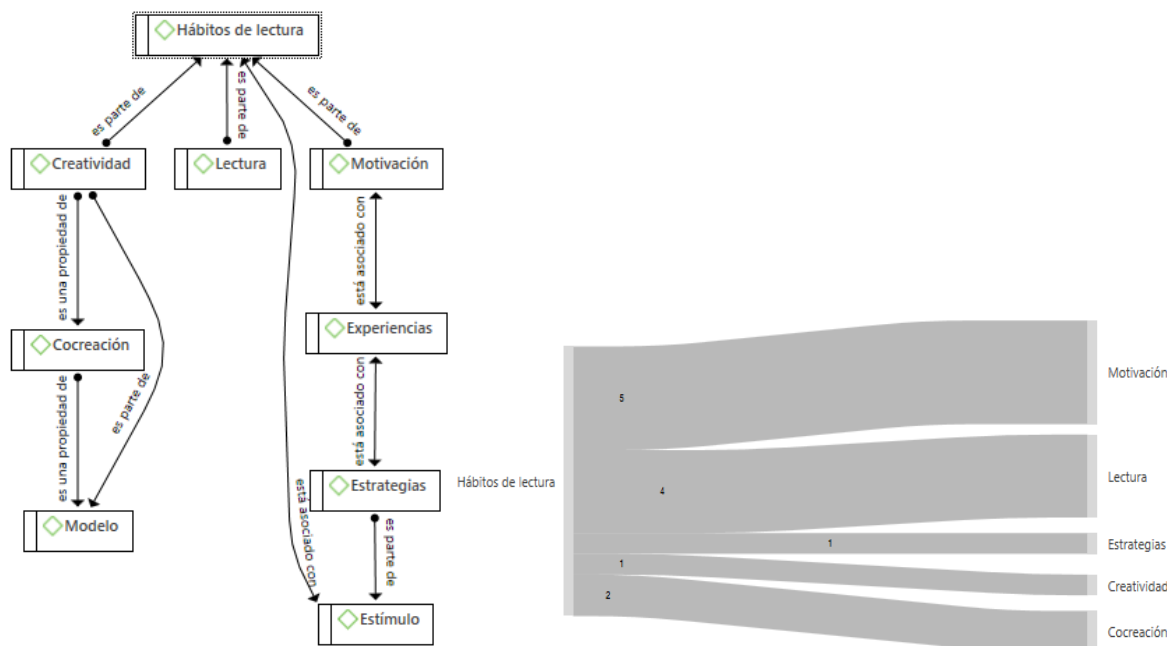 Hábitos de lectura
es parte de
es parte de
es parte de
Creatividad
Lectura
Motivación
es una propiedad de
está asociado con
Cocreación
Experiencias
es parte de
es una propiedad de
está asociado con
Modelo
Estrategias
está asociado con
es parte de
Estímulo
Hábitos de lectura
5
Motivación
4
Lectura
1
Estrategias
1
Creatividad
2
Cocreación